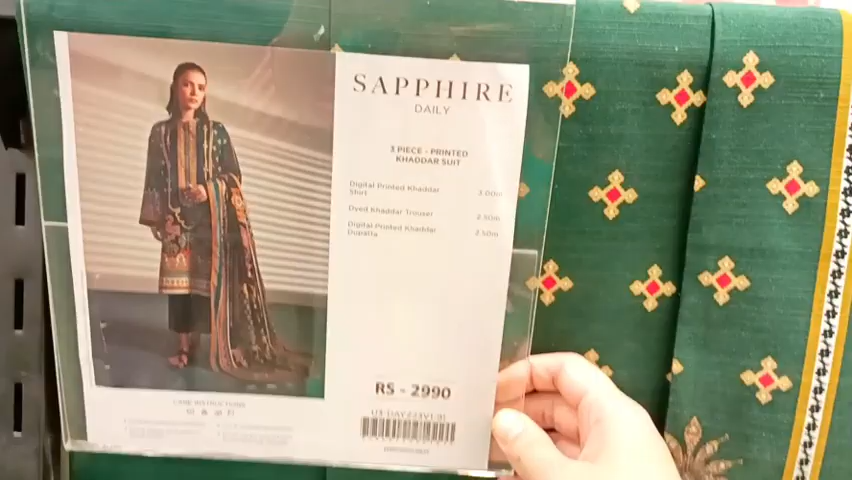 SAPPHIRE
DAILY
3 PIECE - PRINTED
KHADDAR SUIT
Digital Printed Khaddar
Shirt
3.00m
Dyed Khaddar Trouser
2.50m
Digital Printed Khaddar
Dupatta
2.50m
RS - 2990
CARE INSTRUCTIONS